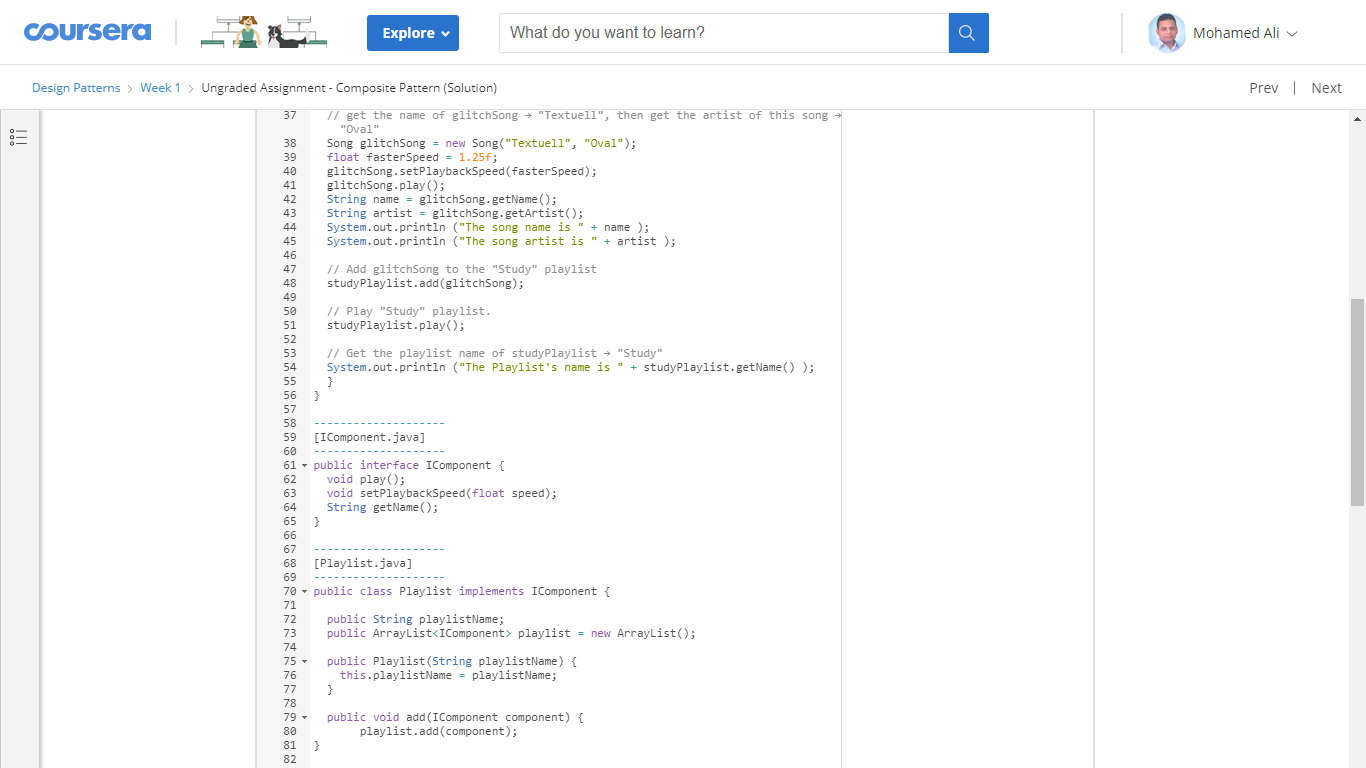 coursera
Explore
What do you want to learn?
Mohamed Ali
Design Patterns > Week 1 > Ungraded Assignment - Composite Pattern (Solution)
Prev | Next
37 // get the name of glitchSong → "Textuell", then get the artist of this song →
"Oval"
38 Song glitchSong = new Song("Textuell", "Oval");
39 float fasterSpeed = 1.25f;
40 glitchSong.setPlaybackSpeed(fasterSpeed);
41 glitchSong.play();
42 String name = glitchSong.getName();
43 String artist = glitchSong.getArtist();
44 System.out.println ("The song name is " + name );
45 System.out.println ("The song artist is " + artist );
46
47 // Add glitchSong to the "Study" playlist
48 studyPlaylist.add(glitchSong);
49
50 // Play "Study" playlist.
51 studyPlaylist.play();
52
53 // Get the playlist name of studyPlaylist → "Study"
54 System.out.println ("The Playlist's name is " + studyPlaylist.getName() );
55 }
56 }
57
58 --------------------
59 [IComponent.java]
60 --------------------
61 public interface IComponent {
62 void play();
63 void setPlaybackSpeed(float speed);
64 String getName();
65 }
66
67 --------------------
68 [Playlist.java]
69 --------------------
70 public class Playlist implements IComponent {
71
72 public String playlistName;
73 public ArrayList<IComponent> playlist = new ArrayList();
74
75 public Playlist(String playlistName) {
76 this.playlistName = playlistName;
77 }
78
79 public void add(IComponent component) {
80 playlist.add(component);
81 }
82